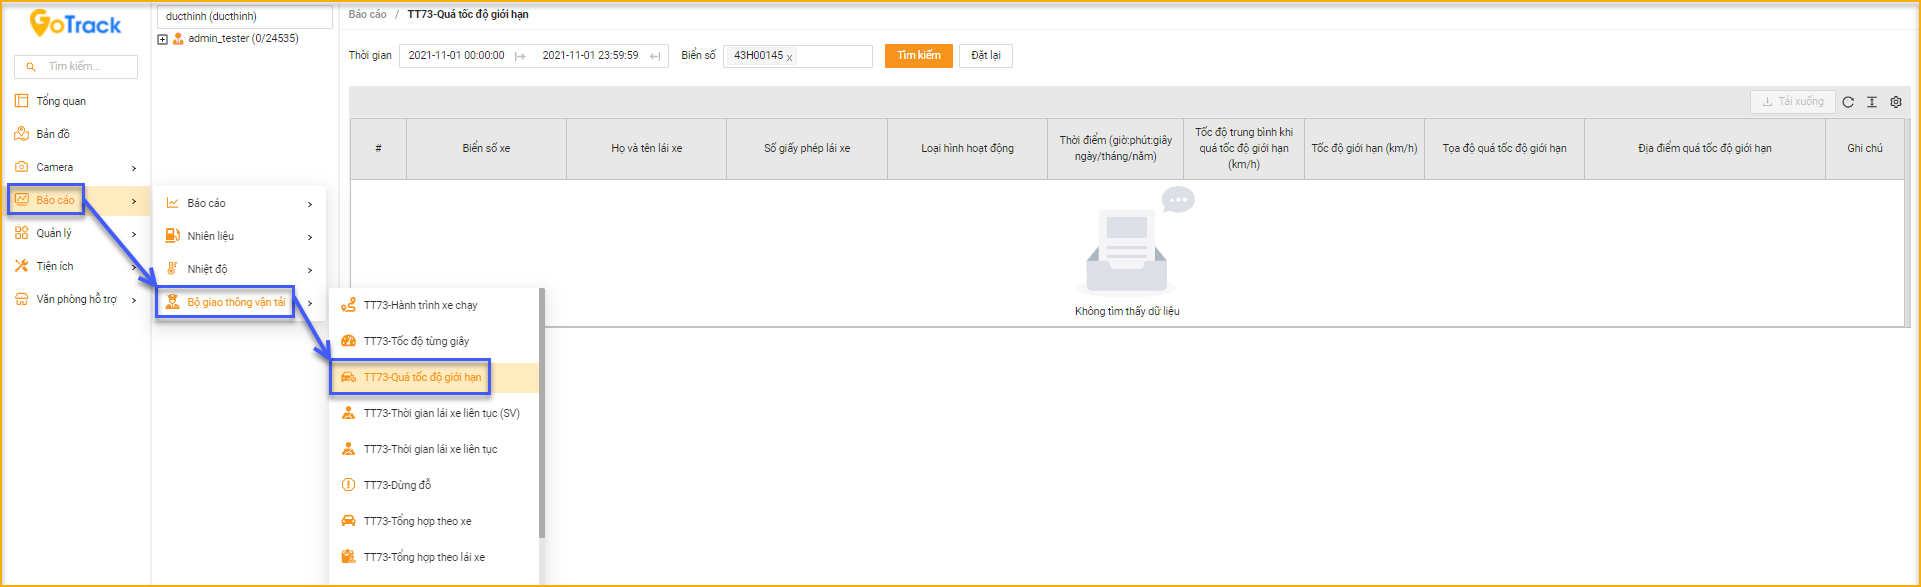 GoTrack
Tìm kiếm...
Tổng quan
Bản đồ
Camera
Báo cáo
Quản lý
Tiện ích
Văn phòng hỗ trợ
ducthinh (ducthinh)
admin_tester (0/24535)
Báo cáo
Nhiên liệu
Nhiệt độ
Bộ giao thông vận tải
TT73-Hành trình xe chạy
TT73-Tốc độ từng giây
TT73-Quá tốc độ giới hạn
TT73-Thời gian lái xe liên tục (SV)
TT73-Thời gian lái xe liên tục
TT73-Dừng đỗ
TT73-Tổng hợp theo xe
TT73-Tổng hợp theo lái xe
Báo cáo / TT73-Quá tốc độ giới hạn
Thời gian 2021-11-01 00:00:00 2021-11-01 23:59:59 Biển số 43H00145 x Tìm kiếm Đặt lại
Tải xuống
#
Biển số xe
Họ và tên lái xe
Số giấy phép lái xe
Loại hình hoạt động
Thời điểm (giờ:phút:giây
ngày/tháng/năm)
Tốc độ trung bình khi
quá tốc độ giới hạn
(km/h)
Tốc độ giới hạn (km/h)
Tọa độ quá tốc độ giới hạn
Địa điểm quá tốc độ giới hạn
Ghi chú
Không tìm thấy dữ liệu